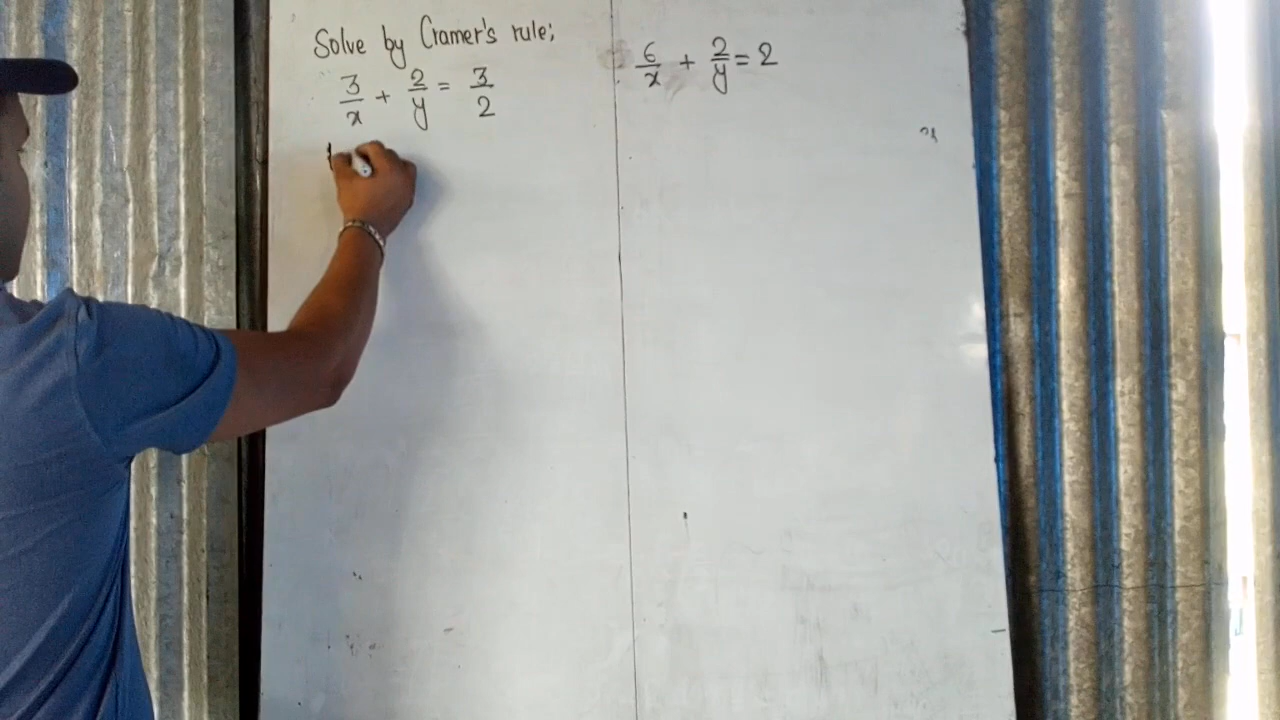 Solve by Cramer's rule;
3/x + 2/y = 3/2
6/x + 2/y = 2